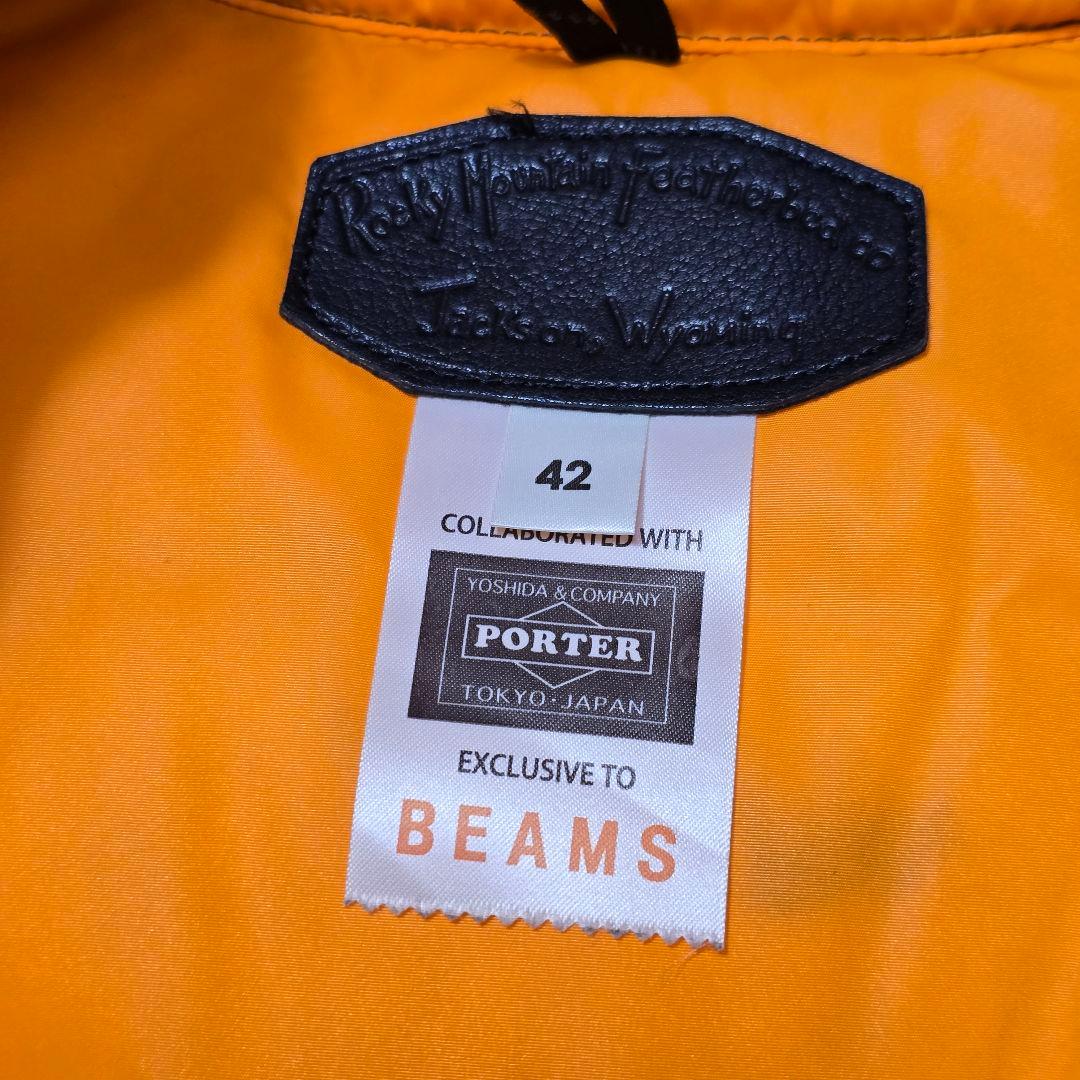 Rocky Mountain Featherbed co
Jackson, Wyoming
42
COLLABORATED WITH
YOSHIDA & COMPANY
PORTER
TOKYO · JAPAN
EXCLUSIVE TO
BEAMS